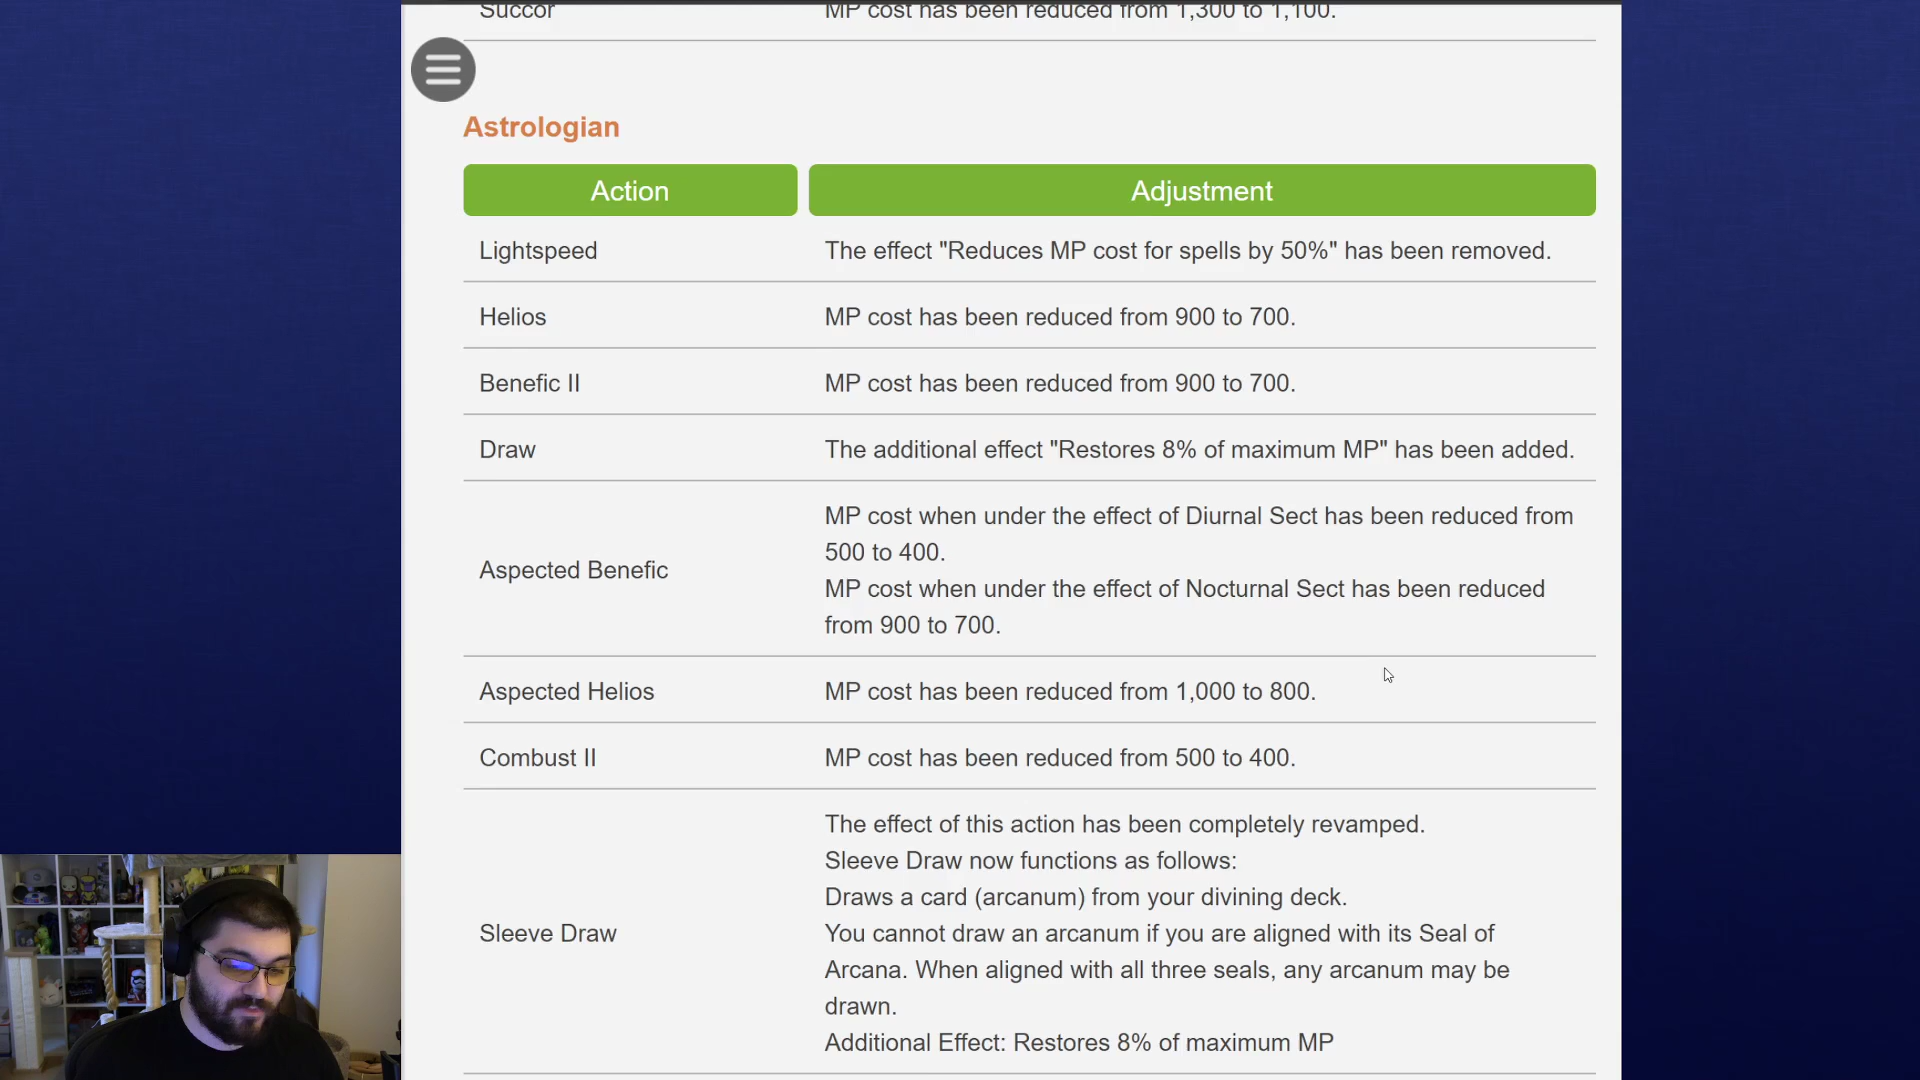 Succor
MP cost has been reduced from 1,300 to 1,100.
Astrologian
Action
Adjustment
Lightspeed
The effect "Reduces MP cost for spells by 50%" has been removed.
Helios
MP cost has been reduced from 900 to 700.
Benefic II
MP cost has been reduced from 900 to 700.
Draw
The additional effect "Restores 8% of maximum MP" has been added.
Aspected Benefic
MP cost when under the effect of Diurnal Sect has been reduced from
500 to 400.
MP cost when under the effect of Nocturnal Sect has been reduced
from 900 to 700.
Aspected Helios
MP cost has been reduced from 1,000 to 800.
Combust II
MP cost has been reduced from 500 to 400.
Sleeve Draw
The effect of this action has been completely revamped.
Sleeve Draw now functions as follows:
Draws a card (arcanum) from your divining deck.
You cannot draw an arcanum if you are aligned with its Seal of
Arcana. When aligned with all three seals, any arcanum may be
drawn.
Additional Effect: Restores 8% of maximum MP